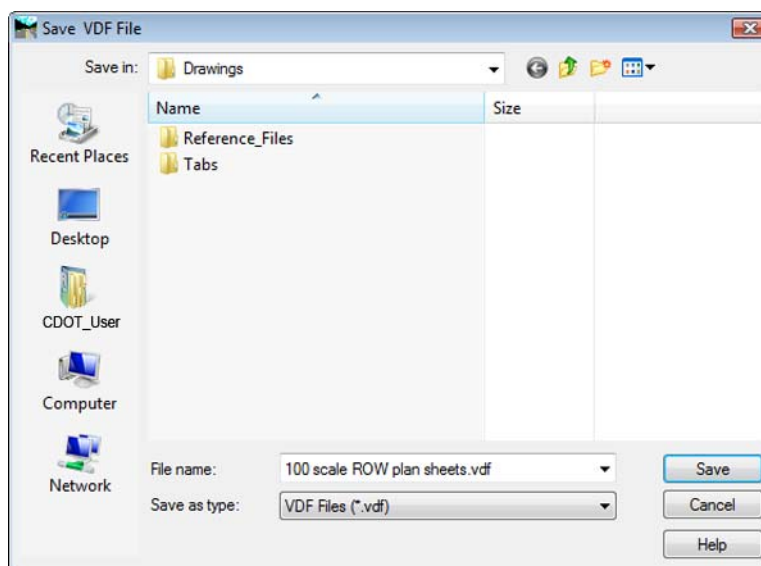 Save VDF File
Save in: Drawings
Name Size
Reference_Files
Tabs
Recent Places
Desktop
CDOT_User
Computer
Network
File name: 100 scale ROW plan sheets.vdf Save
Save as type: VDF Files (*.vdf) Cancel
Help